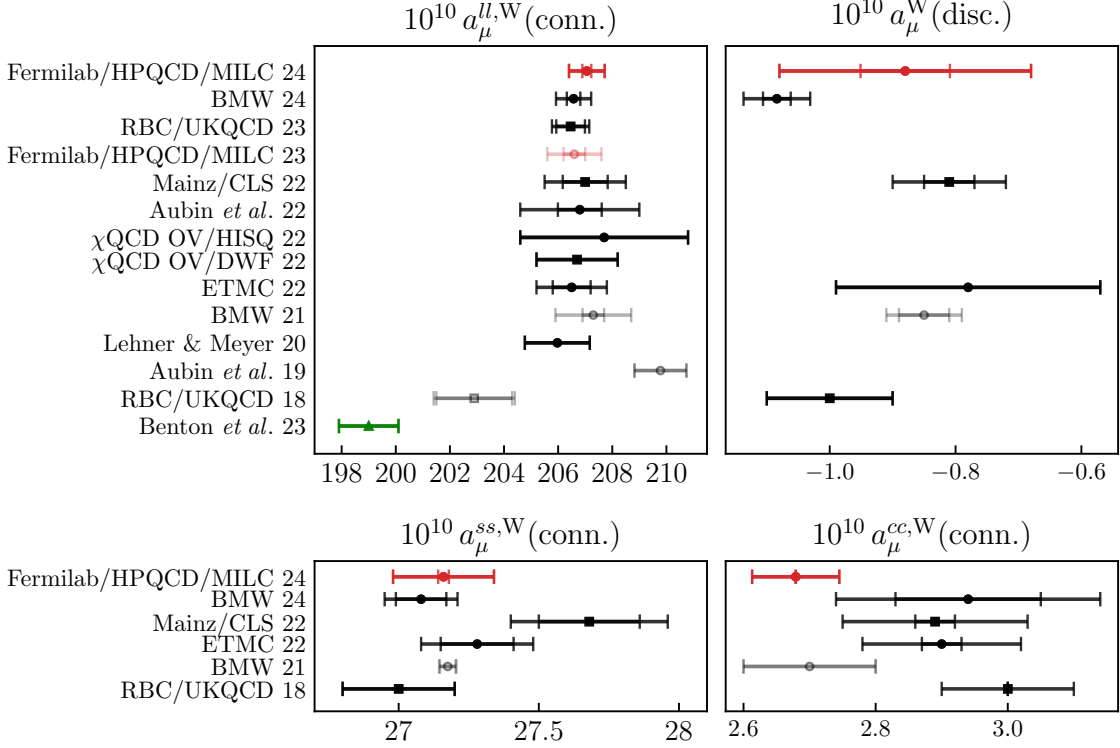 10¹⁰ a_μ^{ll,W}(conn.)
10¹⁰ a_μ^W(disc.)
Fermilab/HPQCD/MILC 24
BMW 24
RBC/UKQCD 23
Fermilab/HPQCD/MILC 23
Mainz/CLS 22
Aubin et al. 22
χQCD OV/HISQ 22
χQCD OV/DWF 22
ETMC 22
BMW 21
Lehner & Meyer 20
Aubin et al. 19
RBC/UKQCD 18
Benton et al. 23
198 200 202 204 206 208 210
−1.0 −0.8 −0.6
10¹⁰ a_μ^{ss,W}(conn.)
10¹⁰ a_μ^{cc,W}(conn.)
Fermilab/HPQCD/MILC 24
BMW 24
Mainz/CLS 22
ETMC 22
BMW 21
RBC/UKQCD 18
27 27.5 28
2.6 2.8 3.0